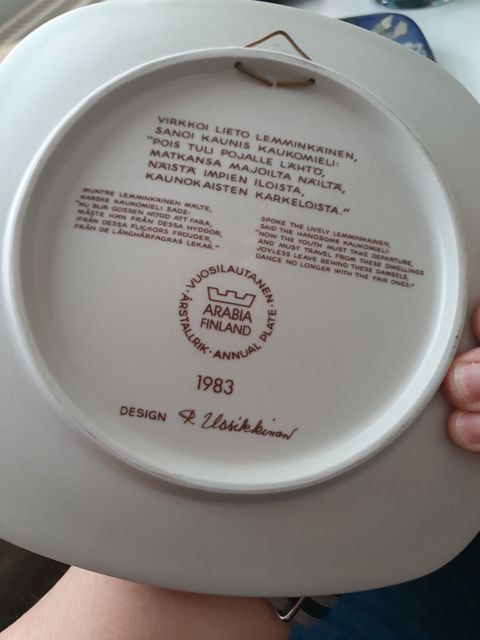 VIRKKOI LIETO LEMMINKÄINEN,
SANOI KAUNIS KAUKOMIELI:
"POIS TULI POJALLE LÄHTÖ,
MATKANSA MAJOILTA NÄILTÄ,
NÄISTÄ IMPIEN ILOISTA,
KAUNOKAISTEN KARKELOISTA."
MUNTRE LEMMINKÄINEN MÄLTE,
KARSKE KAUKOMIELI SADE:
"NU BLIR GOSSEN NÖDD ATT FARA,
MÅSTE HÄN FRÅN DESSA HYDDOR,
IFRÅN DESSA FLICKORS FRÖJDER,
FRÅN DE LÅNGHÅRFAGRAS LEKAR."
SPOKE THE LIVELY LEMMINKAINEN,
SAID THE HANDSOME KAUKOMIELI:
"NOW THE YOUTH MUST TAKE DEPARTURE,
AND MUST TRAVEL FROM THESE DWELLINGS
JOYLESS LEAVE BEHIND THESE DAMSELS,
DANCE NO LONGER WITH THE FAIR ONES."
· VUOSILAUTANEN ·
ARABIA
FINLAND
ÅRSTALLRIK · ANNUAL PLATE
1983
DESIGN R. Uosikkinen